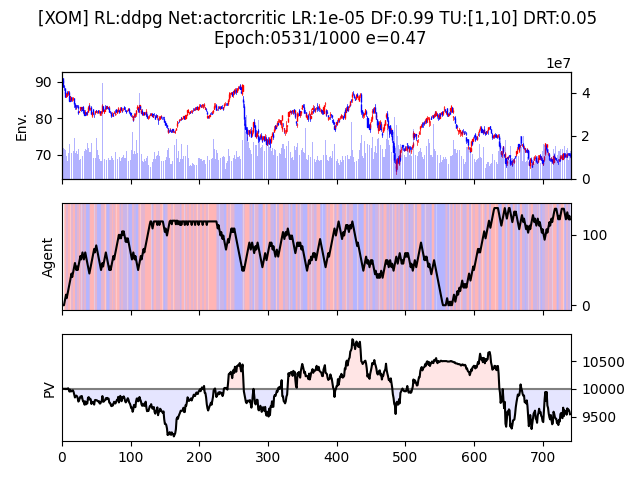 [XOM] RL:ddpg Net:actorcritic LR:1e-05 DF:0.99 TU:[1,10] DRT:0.05
Epoch:0531/1000 e=0.47
1e7
90
80
70
Env.
4
2
0
Agent
100
0
PV
10500
10000
9500
0 100 200 300 400 500 600 700